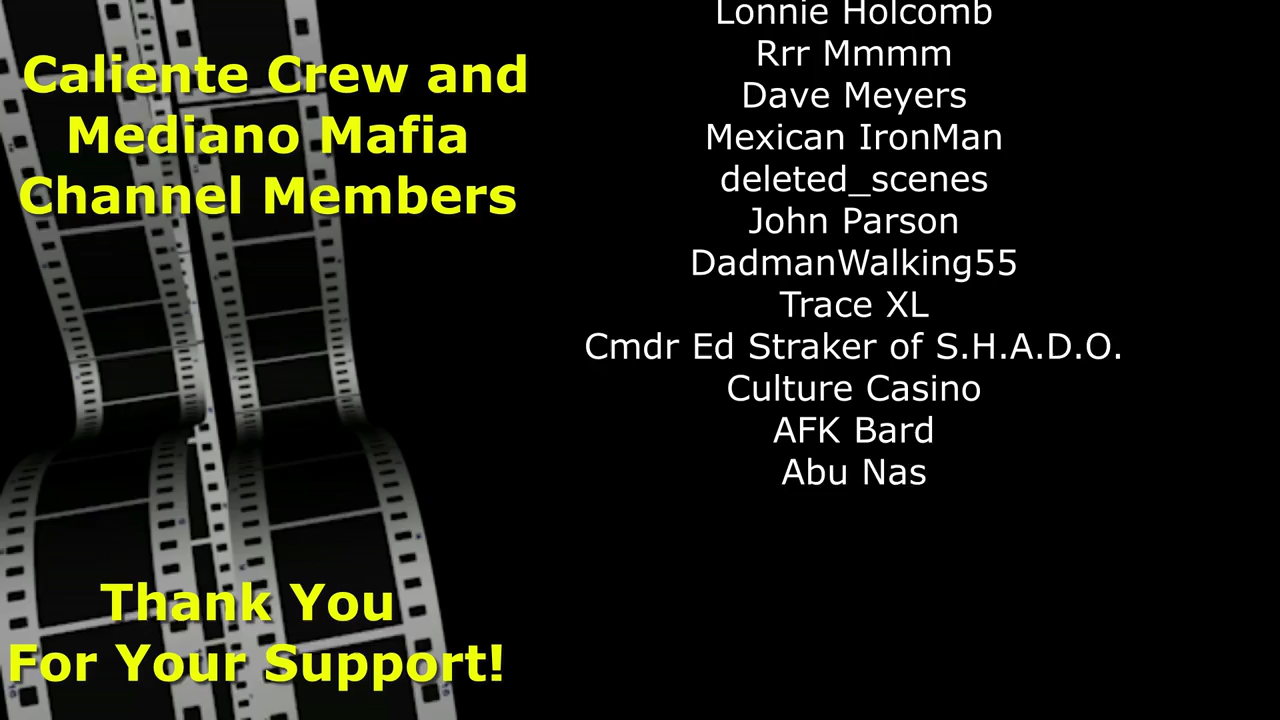 Caliente Crew and
Mediano Mafia
Channel Members
Thank You
For Your Support!
Lonnie Holcomb
Rrr Mmmm
Dave Meyers
Mexican IronMan
deleted_scenes
John Parson
DadmanWalking55
Trace XL
Cmdr Ed Straker of S.H.A.D.O.
Culture Casino
AFK Bard
Abu Nas